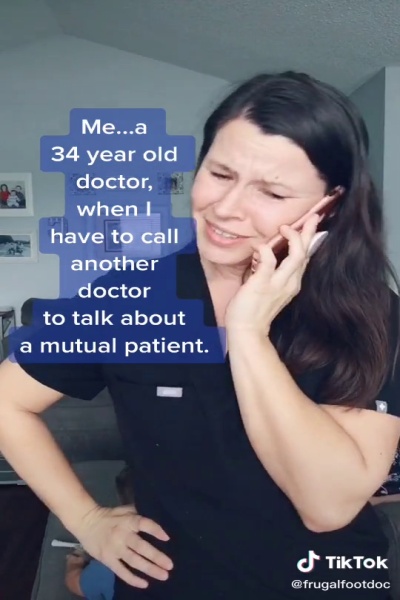 Me...a
34 year old
doctor,
when I
have to call
another
doctor
to talk about
a mutual patient.
TikTok
@frugalfootdoc